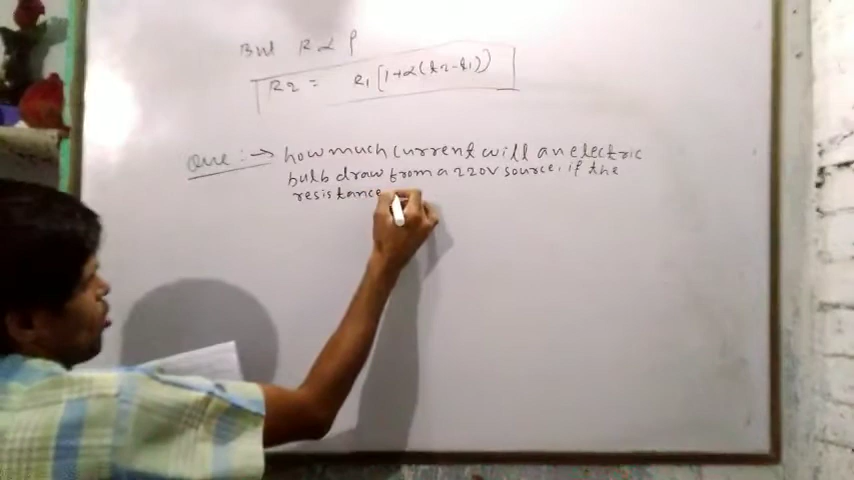 But R α ρ
R2 = R1[1+α(t2-t1)]
Que:→ how much current will an electric
bulb draw from a 220V source, if the
resistance